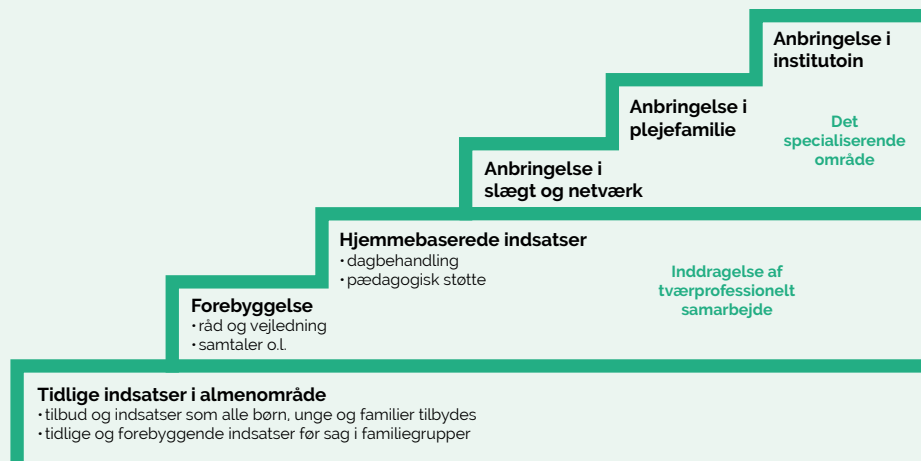 Anbringelse i
institutoin
Anbringelse i
plejefamilie
Det
specialiserende
område
Anbringelse i
slægt og netværk
Hjemmebaserede indsatser
• dagbehandling
• pædagogisk støtte
Inddragelse af
tværprofessionelt
samarbejde
Forebyggelse
• råd og vejledning
• samtaler o.l.
Tidlige indsatser i almenområde
• tilbud og indsatser som alle børn, unge og familier tilbydes
• tidlige og forebyggende indsatser før sag i familiegrupper